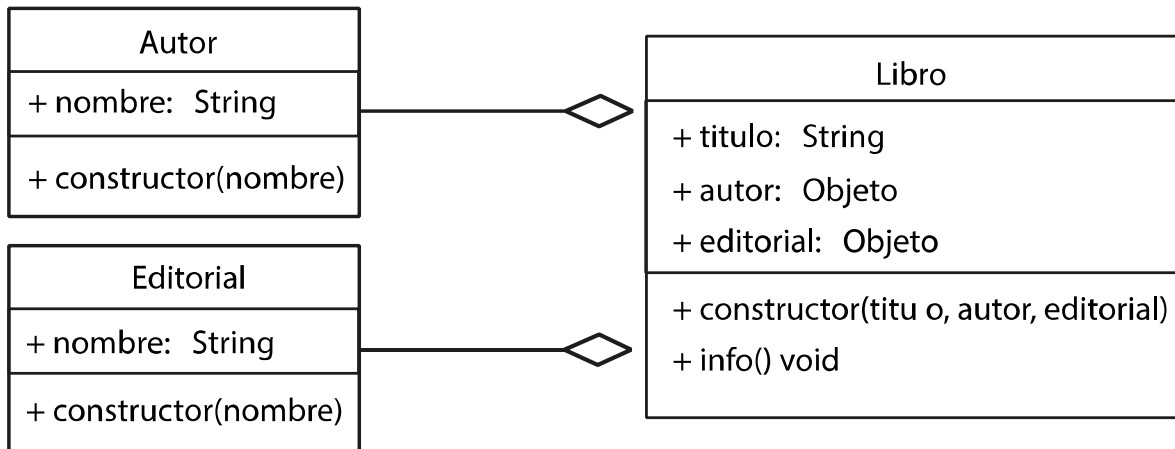 Autor
+ nombre: String
+ constructor(nombre)
Editorial
+ nombre: String
+ constructor(nombre)
Libro
+ titulo: String
+ autor: Objeto
+ editorial: Objeto
+ constructor(titu o, autor, editorial)
+ info() void